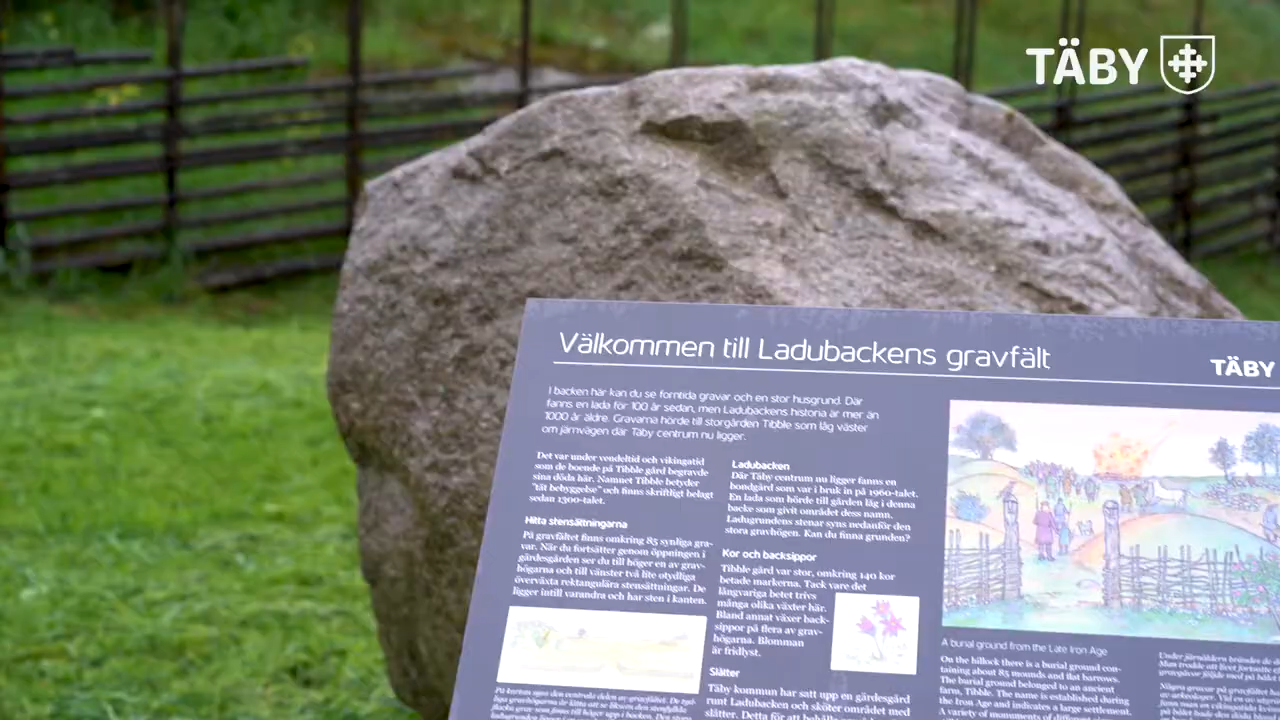 TÄBY
Välkommen till Ladubackens gravfält
TÄBY
I backen här kan du se forntida gravar och en stor husgrund. Där
fanns en lada för 100 år sedan, men Ladubackens historia är mer än
1000 år äldre. Gravarna hörde till storgården Tibble som låg väster
om järnvägen där Täby centrum nu ligger.
Det var under vendeltid och vikingatid
som de boende på Tibble gård begravde
sina döda här. Namnet Tibble betyder
"tät bebyggelse" och finns skriftligt belagt
sedan 1300-talet.
Hitta stensättningarna
På gravfältet finns omkring 85 synliga gra-
var. När du fortsätter genom öppningen i
gärdesgården ser du till höger en av grav-
högarna och till vänster två lite otydliga
överväxta rektangulära stensättningar. De
ligger intill varandra och har sten i kanten.
Ladubacken
Där Täby centrum nu ligger fanns en
bondgård som var i bruk in på 1960-talet.
En lada som hörde till gården låg i denna
backe som givit området dess namn.
Ladugrundens stenar syns nedanför den
stora gravhögen. Kan du finna grunden?
Kor och backsippor
Tibble gård var stor, omkring 140 kor
betade markerna. Tack vare det
långvariga betet trivs
många olika växter här.
Bland annat växer back-
sippor på flera av grav-
högarna. Blomman
är fridlyst.
Slåtter
Täby kommun har satt upp en gärdesgård
runt Ladubacken och sköter området med
slåtter. Detta för att behålla
A burial ground from the Late Iron Age
On the hillock there is a burial ground con-
taining about 85 mounds and flat barrows.
The burial ground belonged to an ancient
farm, Tibble. The name is established during
the Iron Age and indicates a large settlement.
A variety of monuments of different